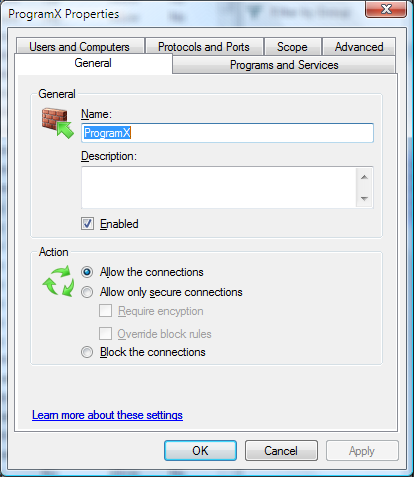 ProgramX Properties
Users and Computers Protocols and Ports Scope Advanced
General Programs and Services
General
Name:
ProgramX
Description:
Enabled
Action
Allow the connections
Allow only secure connections
Require encyption
Override block rules
Block the connections
Learn more about these settings
OK Cancel Apply